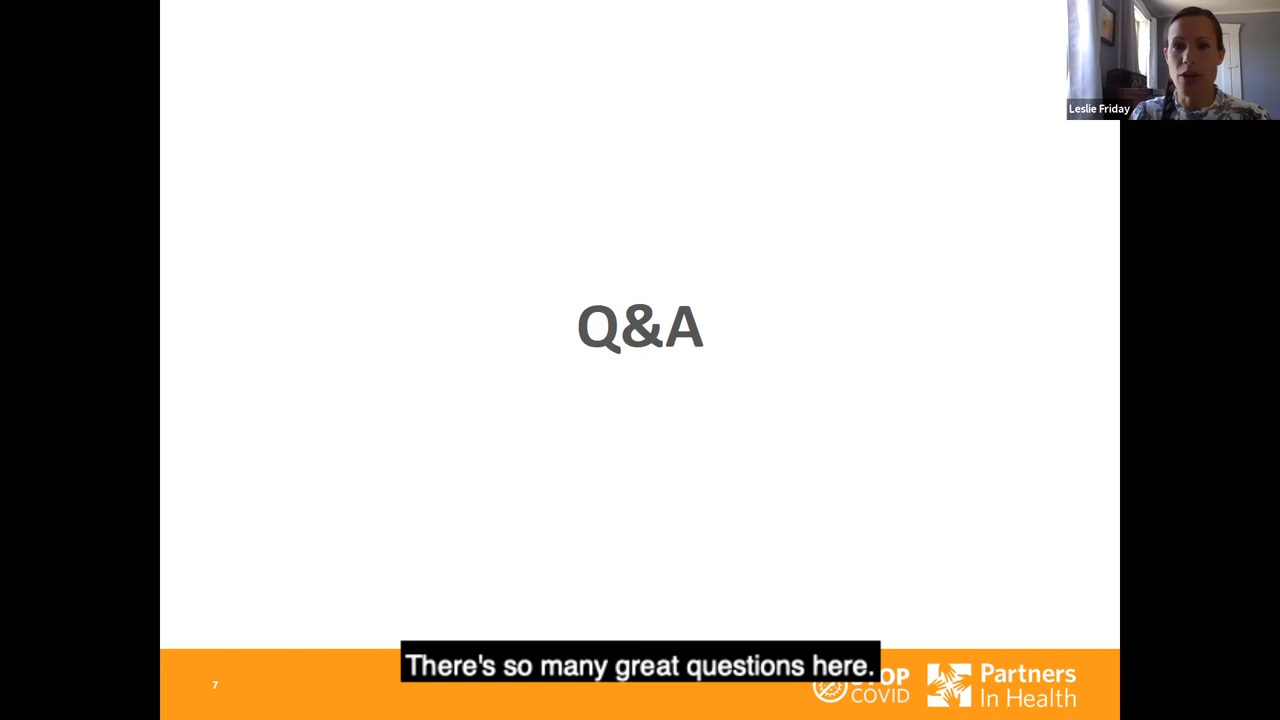 Leslie Friday
Q&A
There's so many great questions here.
7
COVID
Partners
In Health